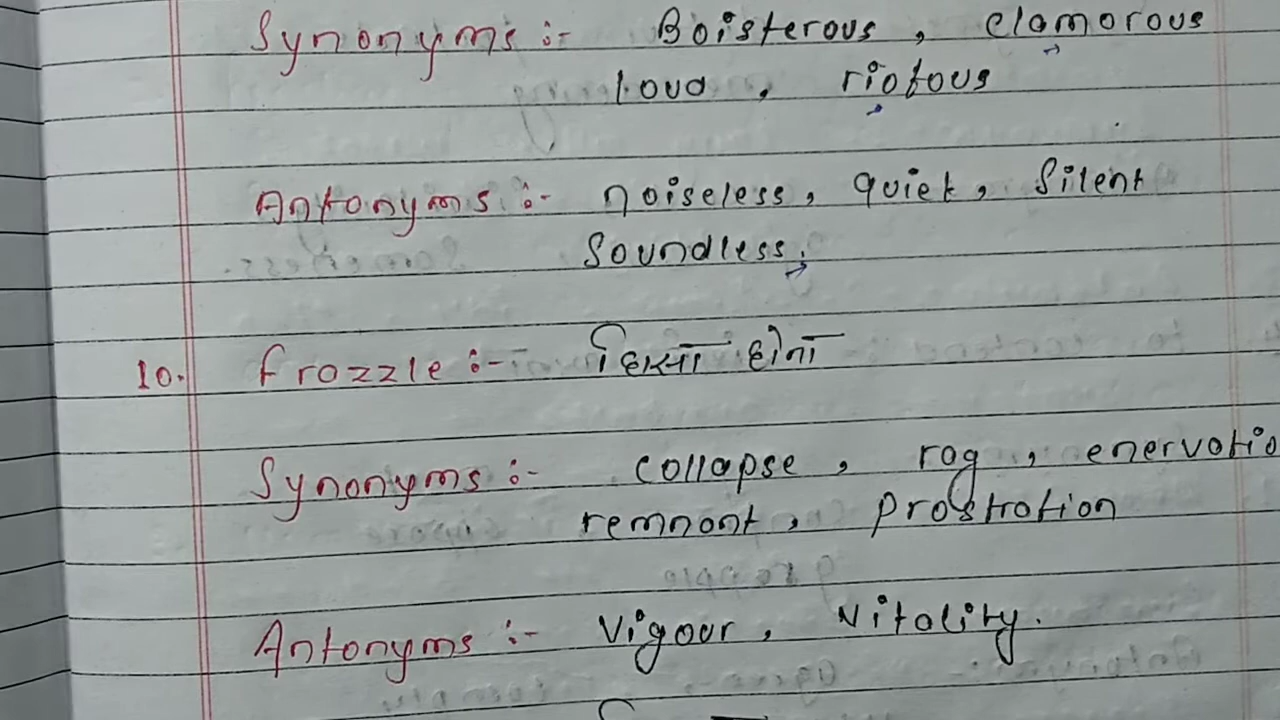 Synonyms :- Boisterous, clamorous
loud, riotous
Antonyms :- noiseless, quiet, Silent
Soundless.
10. frazzle :- घिसा होना
Synonyms :- collapse, rag, enervatio
remnant, prostration
Antonyms :- Vigour, Vitality.